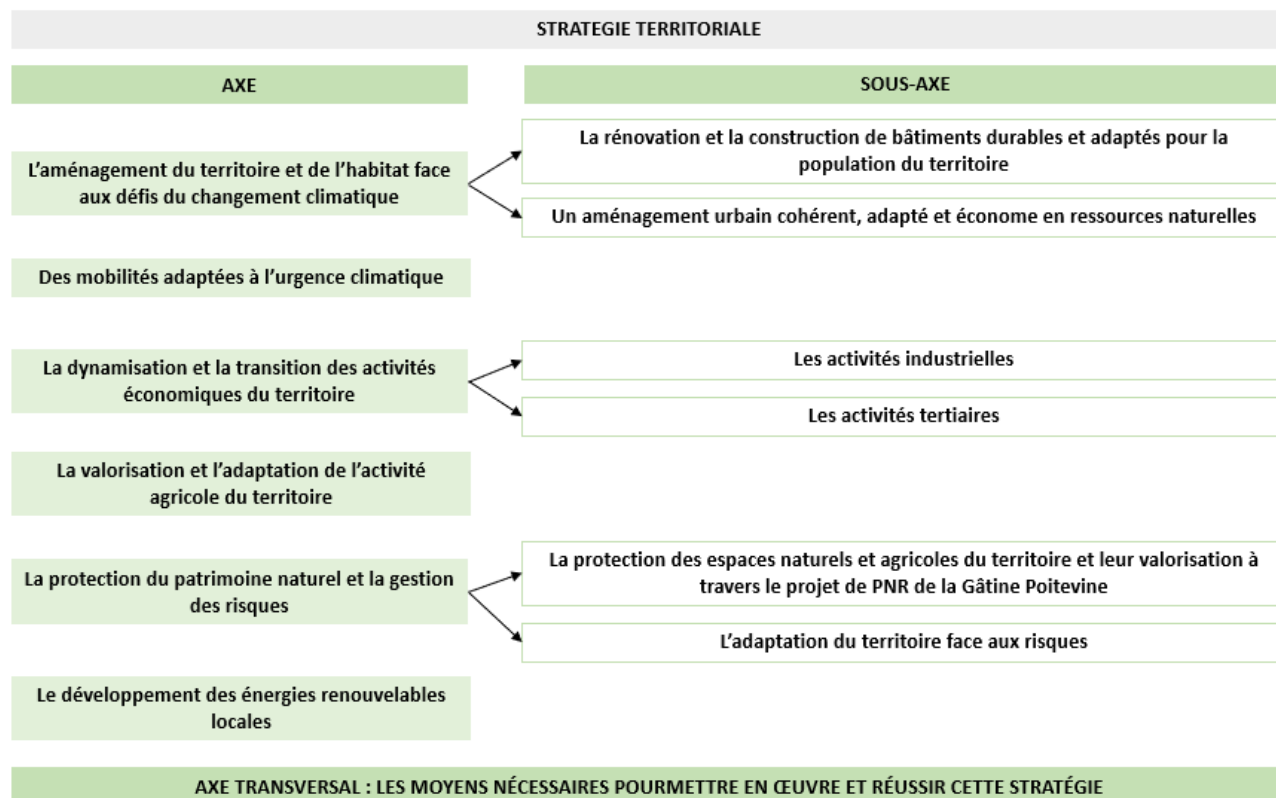 STRATEGIE TERRITORIALE
AXE
SOUS-AXE
L’aménagement du territoire et de l’habitat face
aux défis du changement climatique
La rénovation et la construction de bâtiments durables et adaptés pour la
population du territoire
Un aménagement urbain cohérent, adapté et économe en ressources naturelles
Des mobilités adaptées à l’urgence climatique
La dynamisation et la transition des activités
économiques du territoire
Les activités industrielles
Les activités tertiaires
La valorisation et l’adaptation de l’activité
agricole du territoire
La protection du patrimoine naturel et la gestion
des risques
La protection des espaces naturels et agricoles du territoire et leur valorisation à
travers le projet de PNR de la Gâtine Poitevine
L’adaptation du territoire face aux risques
Le développement des énergies renouvelables
locales
AXE TRANSVERSAL : LES MOYENS NÉCESSAIRES POURMETTRE EN ŒUVRE ET RÉUSSIR CETTE STRATÉGIE